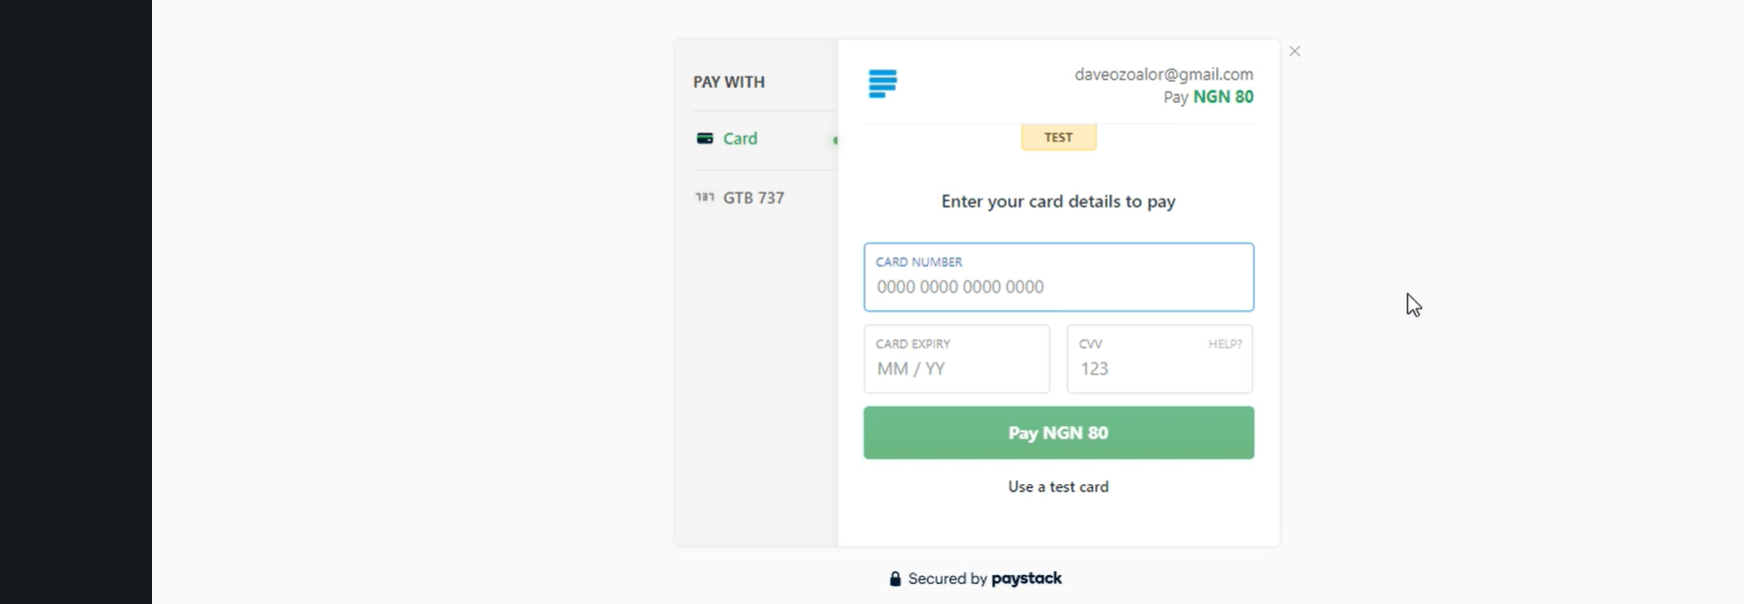 PAY WITH
Card
737 GTB 737
daveozoalor@gmail.com
Pay NGN 80
TEST
Enter your card details to pay
CARD NUMBER
0000 0000 0000 0000
CARD EXPIRY
MM / YY
CVV HELP?
123
Pay NGN 80
Use a test card
Secured by paystack